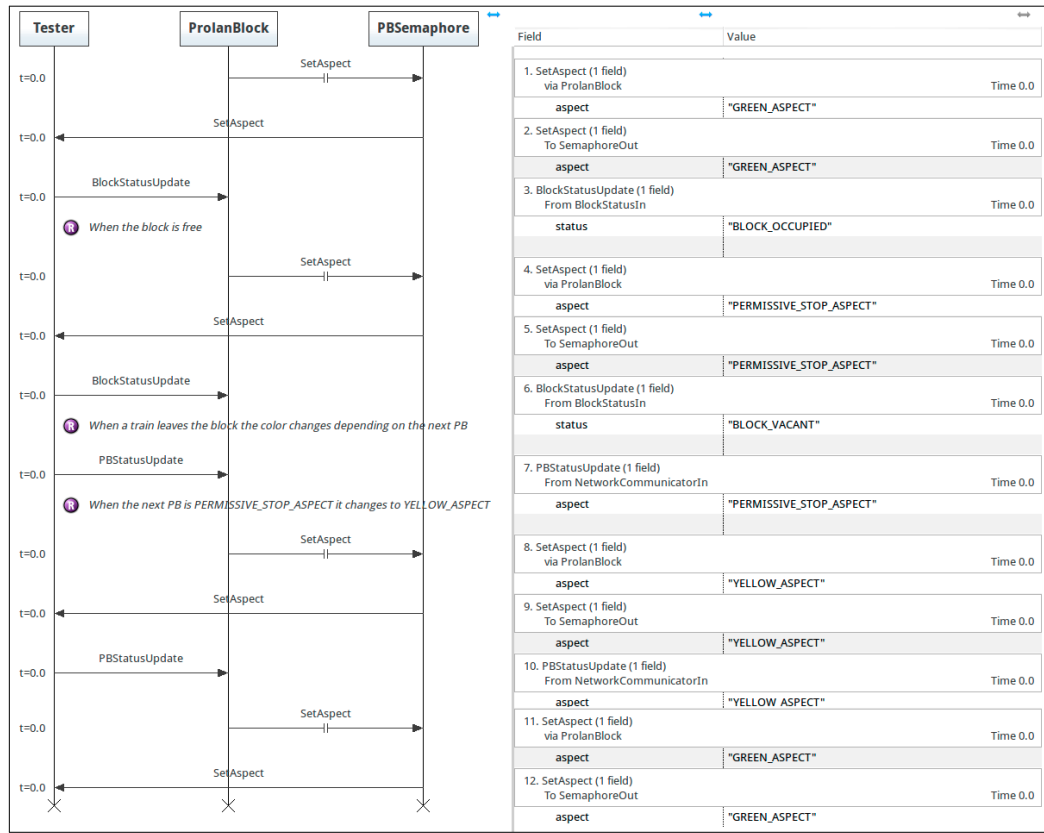 Tester
ProlanBlock
PBSemaphore
SetAspect
t=0.0
SetAspect
t=0.0
BlockStatusUpdate
t=0.0
R When the block is free
SetAspect
t=0.0
SetAspect
t=0.0
BlockStatusUpdate
t=0.0
R When a train leaves the block the color changes depending on the next PB
PBStatusUpdate
t=0.0
R When the next PB is PERMISSIVE_STOP_ASPECT it changes to YELLOW_ASPECT
SetAspect
t=0.0
SetAspect
t=0.0
PBStatusUpdate
t=0.0
SetAspect
t=0.0
SetAspect
t=0.0
Field Value
1. SetAspect (1 field)
via ProlanBlock Time 0.0
aspect "GREEN_ASPECT"
2. SetAspect (1 field)
To SemaphoreOut Time 0.0
aspect "GREEN_ASPECT"
3. BlockStatusUpdate (1 field)
From BlockStatusIn Time 0.0
status "BLOCK_OCCUPIED"
4. SetAspect (1 field)
via ProlanBlock Time 0.0
aspect "PERMISSIVE_STOP_ASPECT"
5. SetAspect (1 field)
To SemaphoreOut Time 0.0
aspect "PERMISSIVE_STOP_ASPECT"
6. BlockStatusUpdate (1 field)
From BlockStatusIn Time 0.0
status "BLOCK_VACANT"
7. PBStatusUpdate (1 field)
From NetworkCommunicatorIn Time 0.0
aspect "PERMISSIVE_STOP_ASPECT"
8. SetAspect (1 field)
via ProlanBlock Time 0.0
aspect "YELLOW_ASPECT"
9. SetAspect (1 field)
To SemaphoreOut Time 0.0
aspect "YELLOW_ASPECT"
10. PBStatusUpdate (1 field)
From NetworkCommunicatorIn Time 0.0
aspect "YELLOW_ASPECT"
11. SetAspect (1 field)
via ProlanBlock Time 0.0
aspect "GREEN_ASPECT"
12. SetAspect (1 field)
To SemaphoreOut Time 0.0
aspect "GREEN_ASPECT"